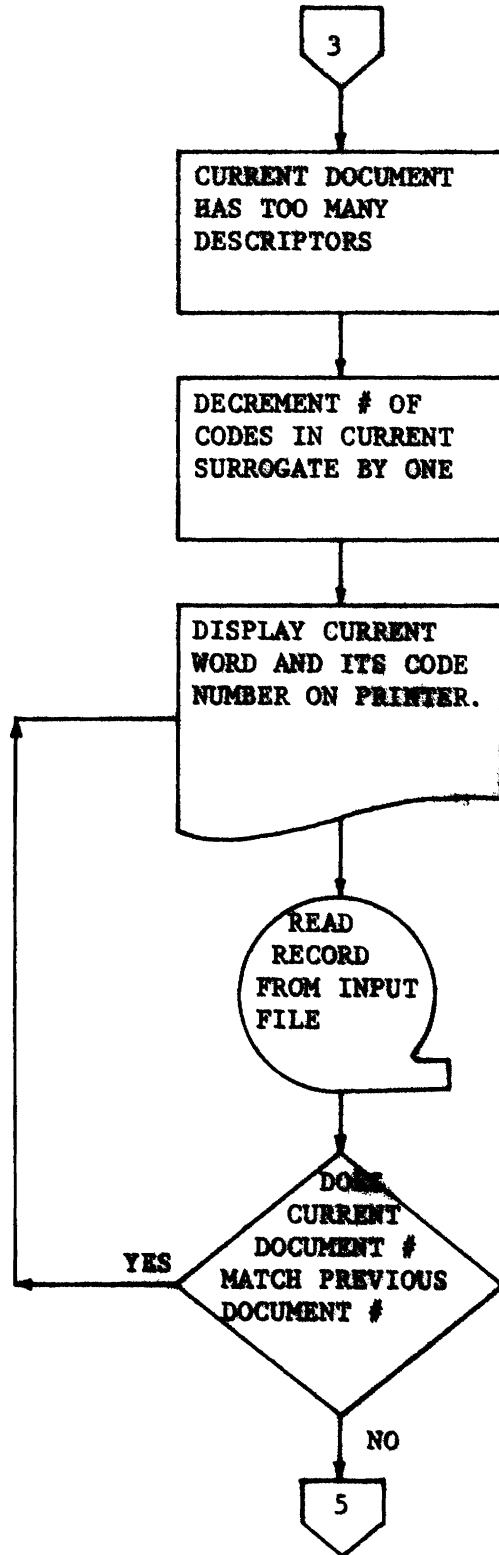 3
CURRENT DOCUMENT
HAS TOO MANY
DESCRIPTORS
DECREMENT # OF
CODES IN CURRENT
SURROGATE BY ONE
DISPLAY CURRENT
WORD AND ITS CODE
NUMBER ON PRINTER.
READ
RECORD
FROM INPUT
FILE
DOES
CURRENT
DOCUMENT #
YES
MATCH PREVIOUS
DOCUMENT #
NO
5